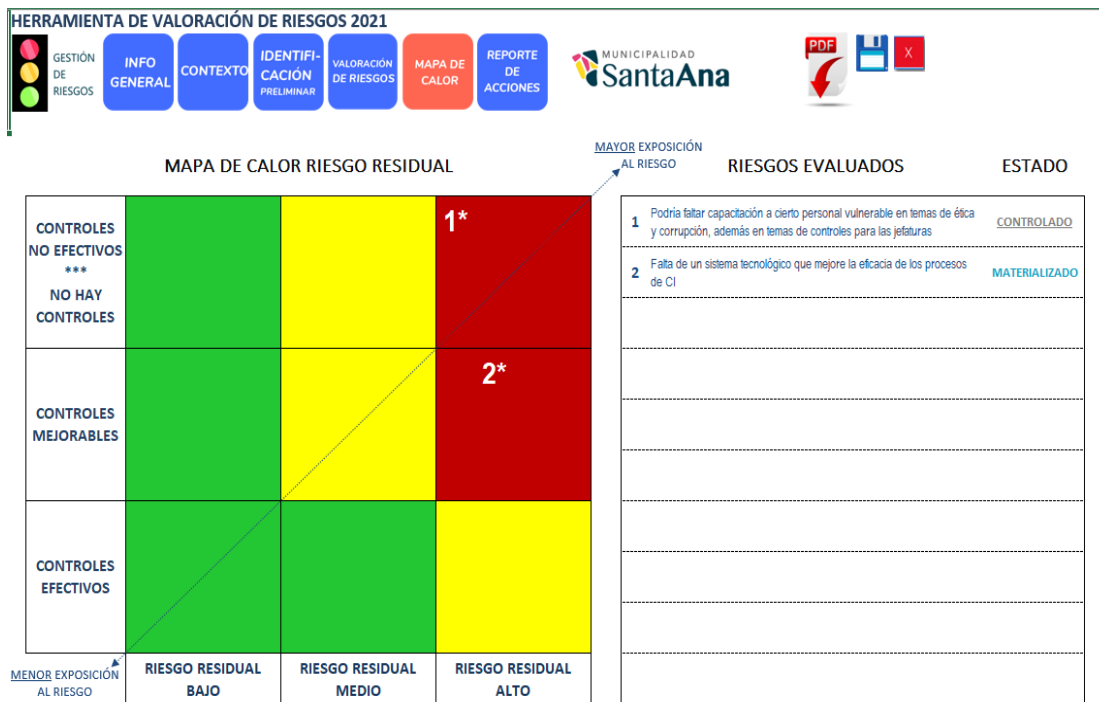 HERRAMIENTA DE VALORACIÓN DE RIESGOS 2021
GESTIÓN
DE
RIESGOS
INFO
GENERAL
CONTEXTO
IDENTIFI-
CACIÓN
PRELIMINAR
VALORACIÓN
DE RIESGOS
MAPA DE
CALOR
REPORTE
DE
ACCIONES
MUNICIPALIDAD
SantaAna
PDF
X
MAPA DE CALOR RIESGO RESIDUAL
MAYOR EXPOSICIÓN
AL RIESGO
RIESGOS EVALUADOS
ESTADO
CONTROLES
NO EFECTIVOS
***
NO HAY
CONTROLES
1*
CONTROLES
MEJORABLES
2*
CONTROLES
EFECTIVOS
MENOR EXPOSICIÓN
AL RIESGO
RIESGO RESIDUAL
BAJO
RIESGO RESIDUAL
MEDIO
RIESGO RESIDUAL
ALTO
1
Podría faltar capacitación a cierto personal vulnerable en temas de ética
y corrupción, además en temas de controles para las jefaturas
CONTROLADO
2
Falta de un sistema tecnológico que mejore la eficacia de los procesos
de CI
MATERIALIZADO